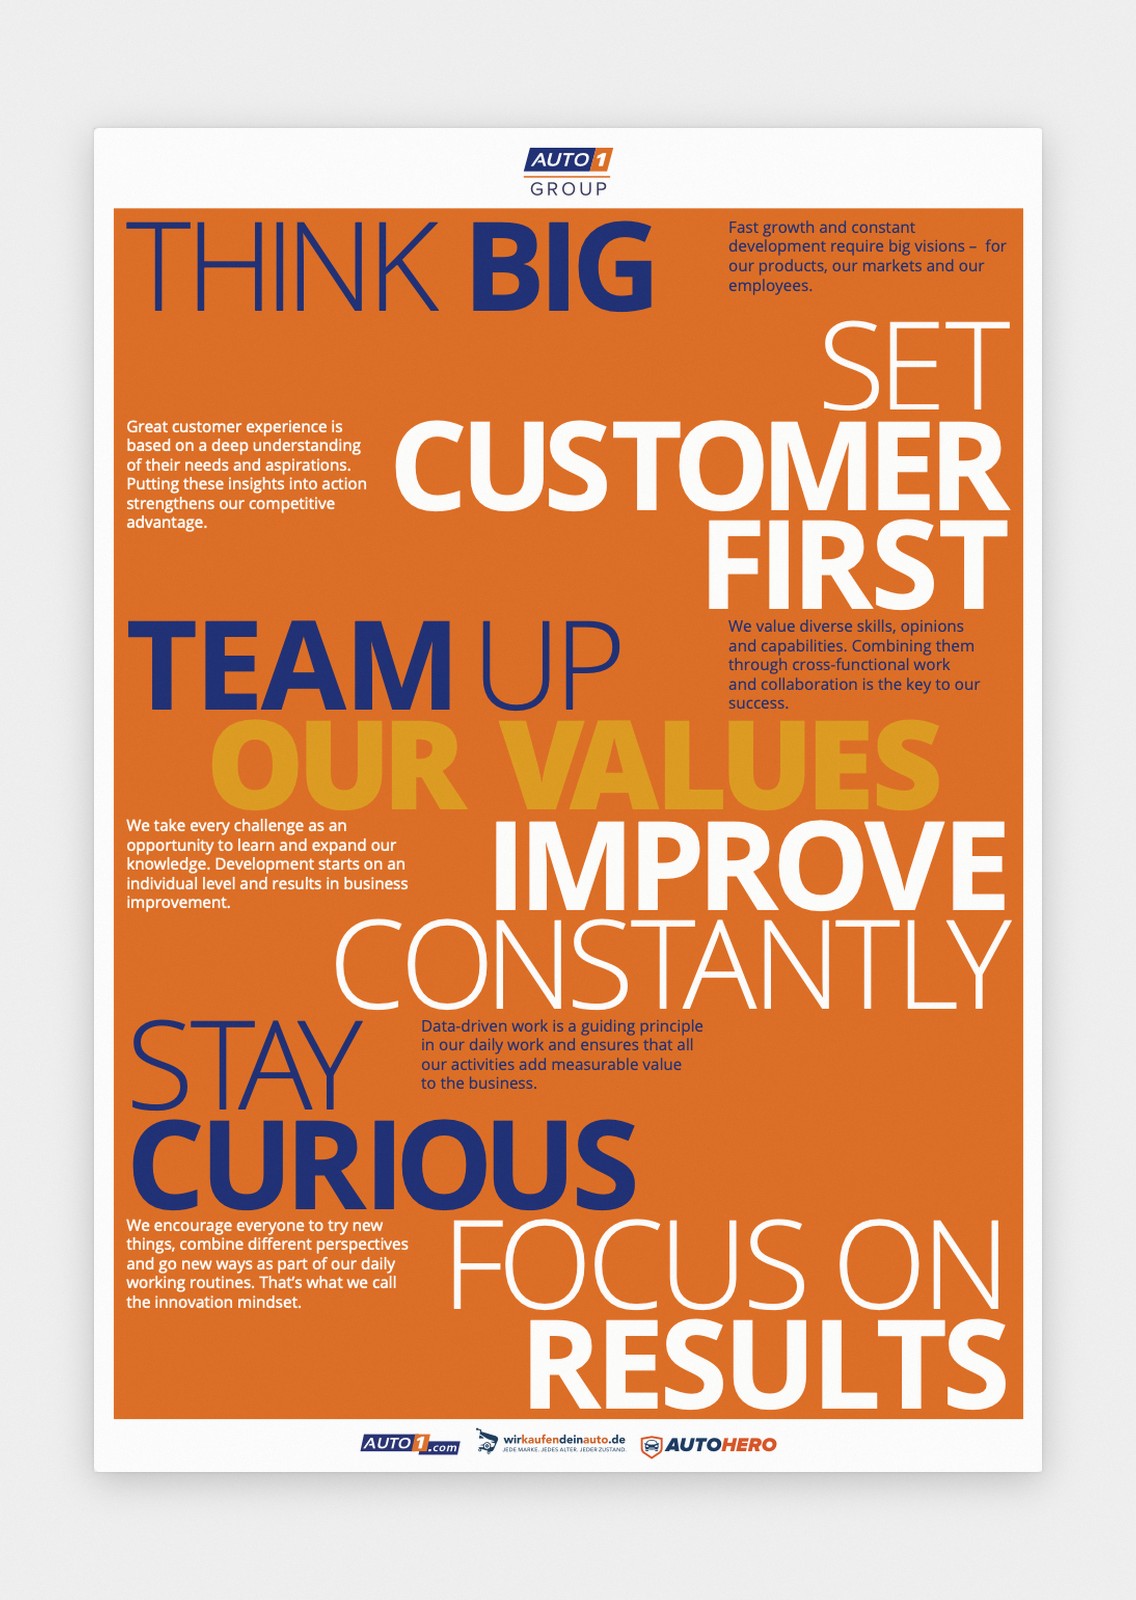 AUTO1
GROUP
THINK BIG
Fast growth and constant
development require big visions – for
our products, our markets and our
employees.
SET
CUSTOMER
FIRST
Great customer experience is
based on a deep understanding
of their needs and aspirations.
Putting these insights into action
strengthens our competitive
advantage.
TEAM UP
We value diverse skills, opinions
and capabilities. Combining them
through cross-functional work
and collaboration is the key to our
success.
OUR VALUES
We take every challenge as an
opportunity to learn and expand our
knowledge. Development starts on an
individual level and results in business
improvement.
IMPROVE
CONSTANTLY
STAY
CURIOUS
Data-driven work is a guiding principle
in our daily work and ensures that all
our activities add measurable value
to the business.
We encourage everyone to try new
things, combine different perspectives
and go new ways as part of our daily
working routines. That’s what we call
the innovation mindset.
FOCUS ON
RESULTS
AUTO1.com
wirkaufendeinauto.de
JEDE MARKE. JEDES ALTER. JEDER ZUSTAND.
AUTOHERO